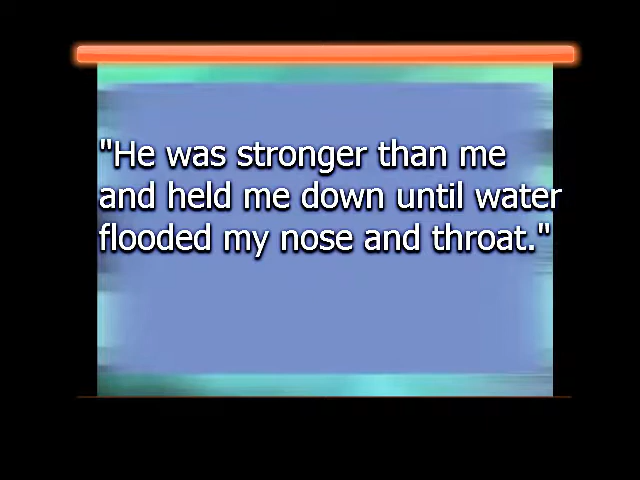 "He was stronger than me
and held me down until water
flooded my nose and throat."